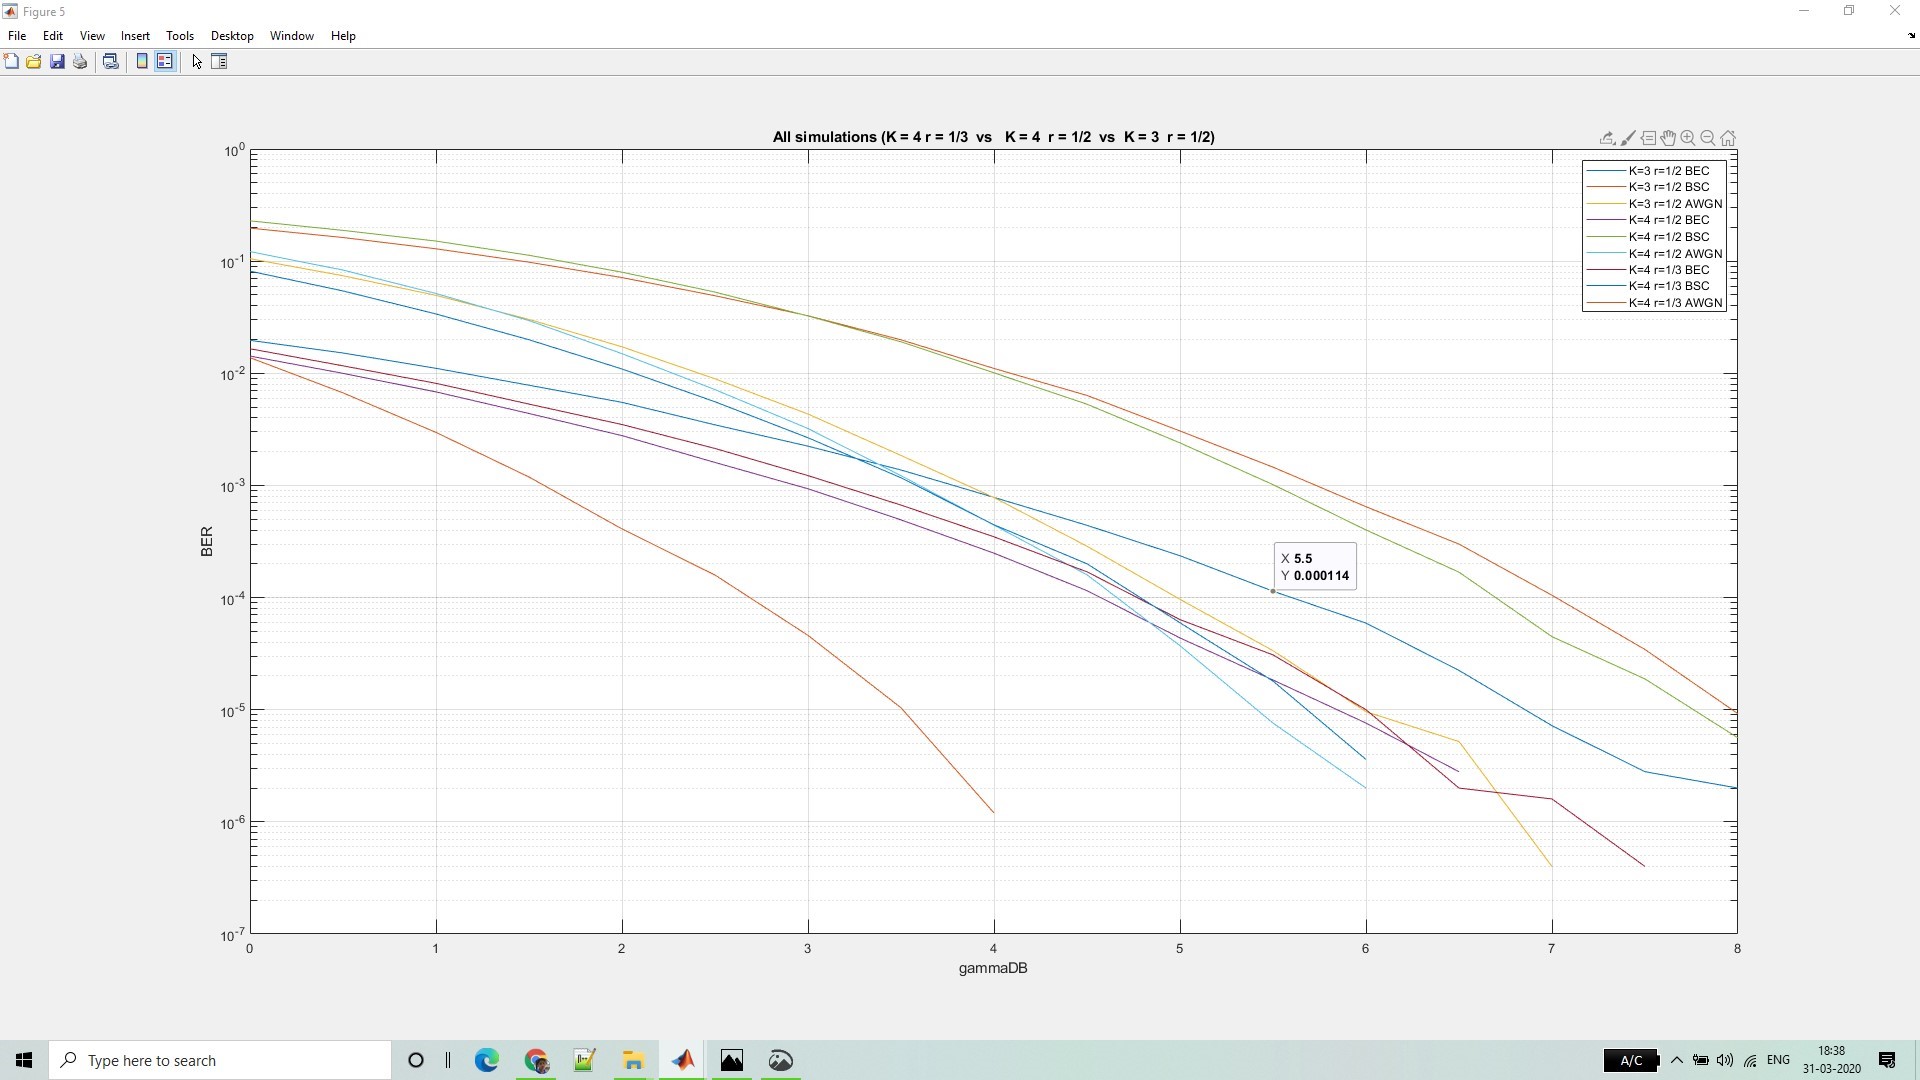 Figure 5
File Edit View Insert Tools Desktop Window Help
All simulations (K = 4 r = 1/3 vs K = 4 r = 1/2 vs K = 3 r = 1/2)
10^0
10^-1
10^-2
10^-3
10^-4
10^-5
10^-6
10^-7
BER
K=3 r=1/2 BEC
K=3 r=1/2 BSC
K=3 r=1/2 AWGN
K=4 r=1/2 BEC
K=4 r=1/2 BSC
K=4 r=1/2 AWGN
K=4 r=1/3 BEC
K=4 r=1/3 BSC
K=4 r=1/3 AWGN
X 5.5
Y 0.000114
0 1 2 3 4 5 6 7 8
gammaDB
Type here to search
A/C
ENG
18:38
31-03-2020